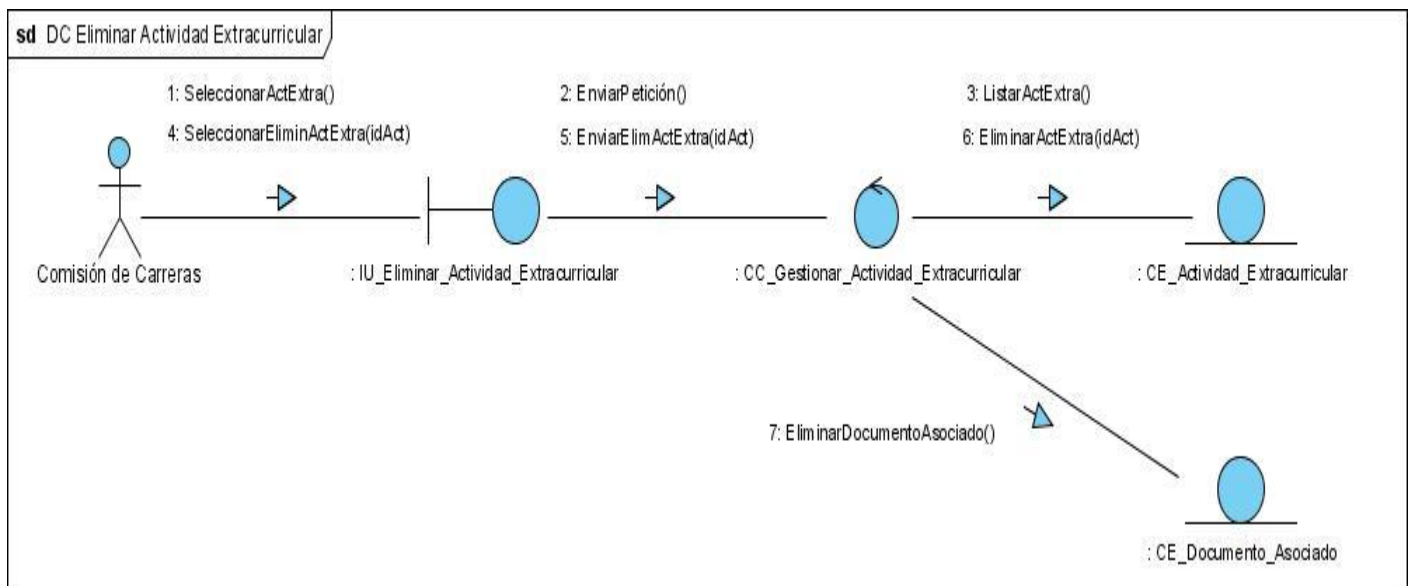 sd DC Eliminar Actividad Extracurricular
1: SeleccionarActExtra()
2: EnviarPetición()
3: ListarActExtra()
4: SeleccionarEliminActExtra(idAct)
5: EnviarElimActExtra(idAct)
6: EliminarActExtra(idAct)
Comisión de Carreras
: IU_Eliminar_Actividad_Extracurricular
: CC_Gestionar_Actividad_Extracurricular
: CE_Actividad_Extracurricular
7: EliminarDocumentoAsociado()
: CE_Documento_Asociado